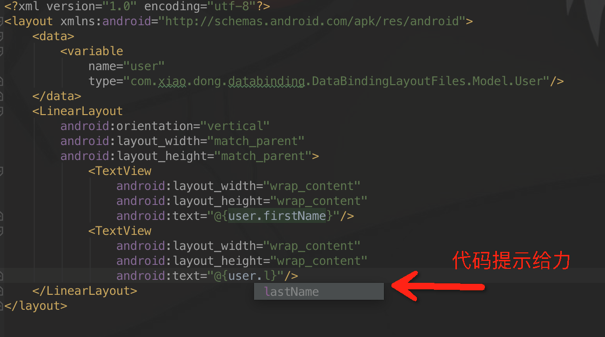 <?xml version="1.0" encoding="utf-8"?>
<layout xmlns:android="http://schemas.android.com/apk/res/android">
<data>
<variable
name="user"
type="com.xiao.dong.databinding.DataBindingLayoutFiles.Model.User"/>
</data>
<LinearLayout
android:orientation="vertical"
android:layout_width="match_parent"
android:layout_height="match_parent">
<TextView
android:layout_width="wrap_content"
android:layout_height="wrap_content"
android:text="@{user.firstName}"/>
<TextView
android:layout_width="wrap_content"
android:layout_height="wrap_content"
android:text="@{user.l}"/>
lastName
代码提示给力
</LinearLayout>
</layout>